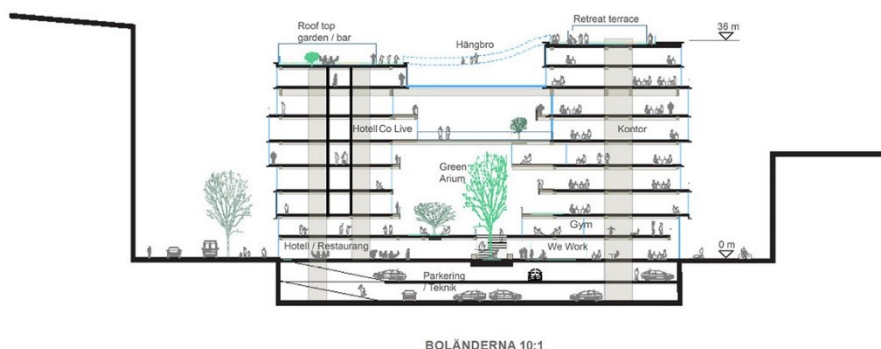 Roof top
garden / bar
Hängbro
Retreat terrace
36 m
Hotell Co Live
Kontor
Green
Arium
Gym
Hotell / Restaurang
We Work
0 m
Parkering
/ Teknik
BOLÄNDERNA 10:1